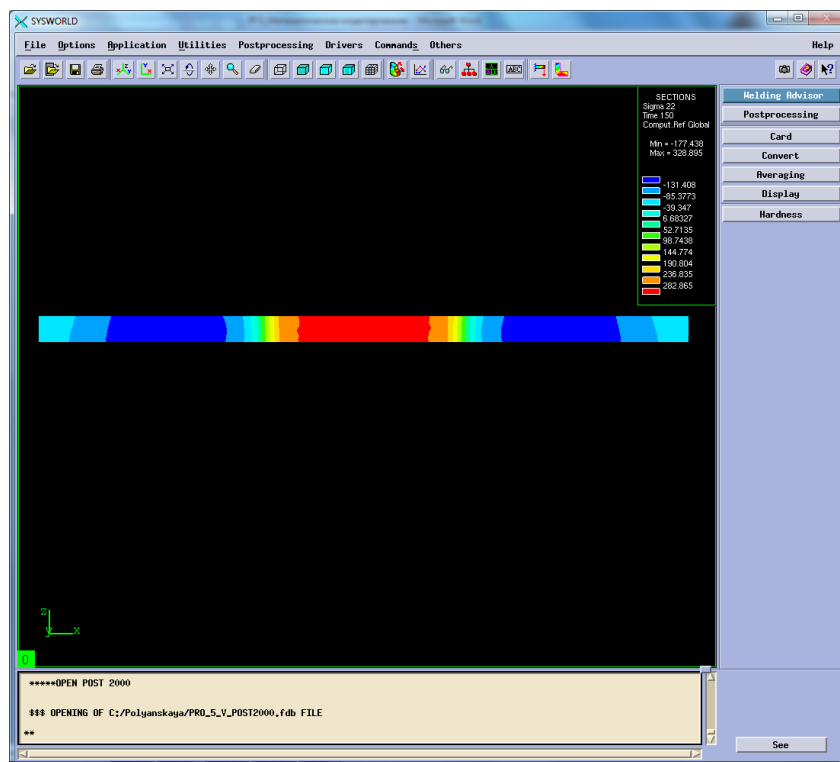 SYSWORLD
File Options Application Utilities Postprocessing Drivers Commands Others Help
ABC
SECTIONS
Sigma 22
Time 150
Comput.Ref Global
Min = -177.438
Max = 328.895
-131.408
-85.3773
-39.347
6.68327
52.7135
98.7438
144.774
190.804
236.835
282.865
Welding Advisor
Postprocessing
Card
Convert
Averaging
Display
Hardness
z
y x
0
*****OPEN POST 2000
$$$ OPENING OF C:/Polyanskaya/PRO_5_V_POST2000.fdb FILE
**
See